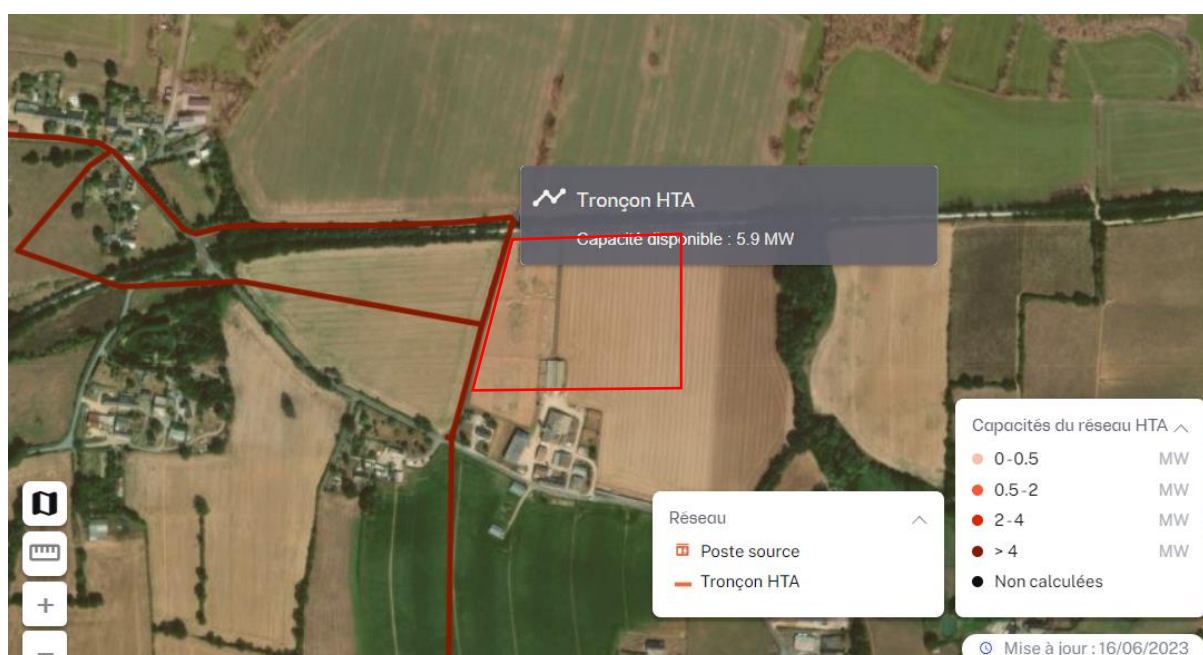 Tronçon HTA
Capacité disponible : 5.9 MW
Capacités du réseau HTA
0-0.5 MW
0.5-2 MW
2-4 MW
> 4 MW
Non calculées
Réseau
Poste source
Tronçon HTA
+
−
Mise à jour : 16/06/2023